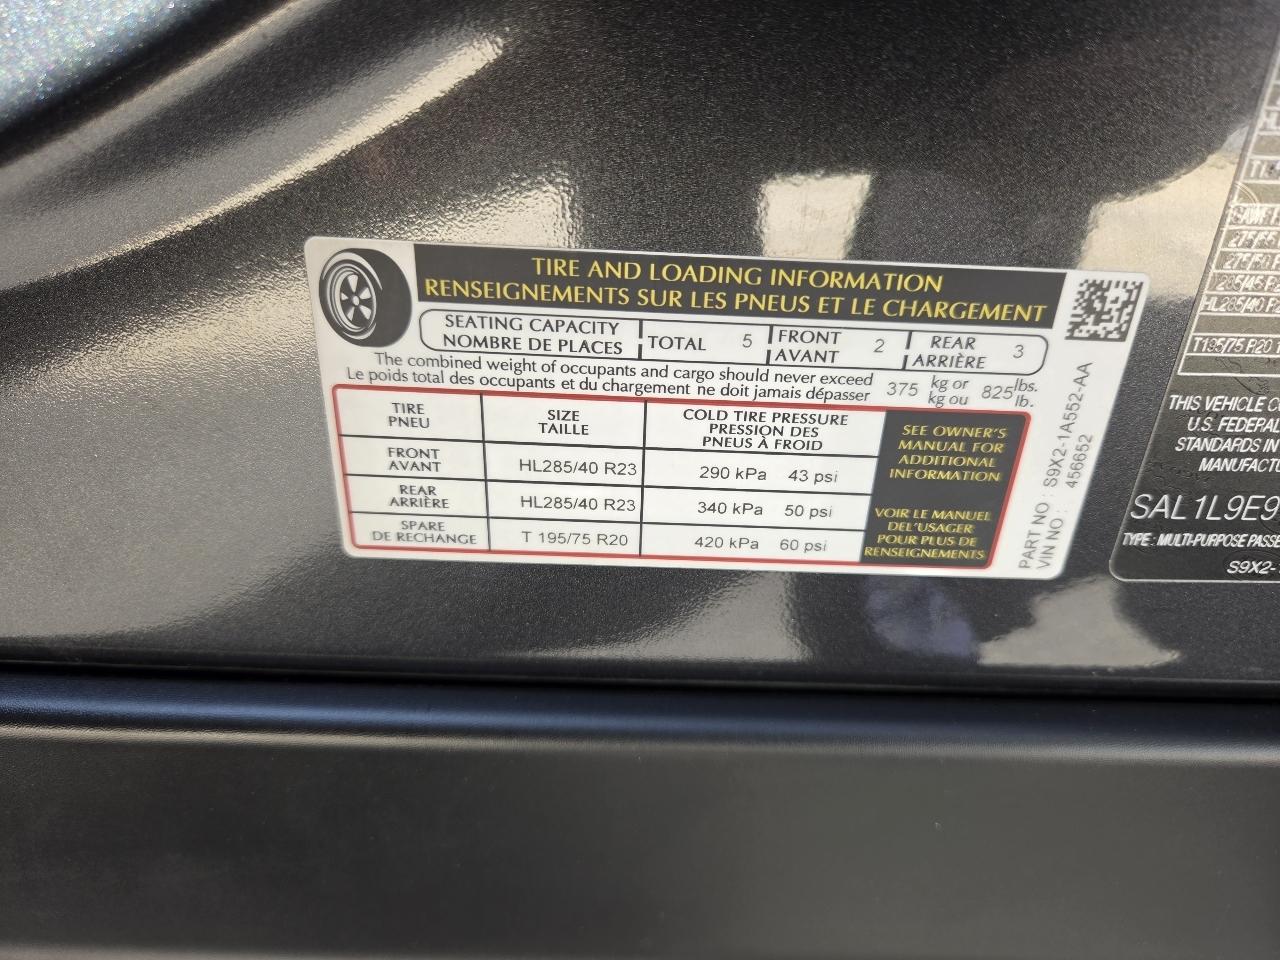 TIRE AND LOADING INFORMATION
RENSEIGNEMENTS SUR LES PNEUS ET LE CHARGEMENT
SEATING CAPACITY
NOMBRE DE PLACES
TOTAL 5
FRONT
AVANT
2
REAR
ARRIÈRE
3
The combined weight of occupants and cargo should never exceed
Le poids total des occupants et du chargement ne doit jamais dépasser
375
kg or
kg ou
825
lbs.
lb.
TIRE
PNEU
SIZE
TAILLE
COLD TIRE PRESSURE
PRESSION DES
PNEUS À FROID
FRONT
AVANT
HL285/40 R23
290 kPa 43 psi
REAR
ARRIÈRE
HL285/40 R23
340 kPa 50 psi
SPARE
DE RECHANGE
T 195/75 R20
420 kPa 60 psi
SEE OWNER'S
MANUAL FOR
ADDITIONAL
INFORMATION
VOIR LE MANUEL
DEL'USAGER
POUR PLUS DE
RENSEIGNEMENTS
PART NO : S9X2-1A552-AA
VIN NO : 456652
HL285/40
T195/75 R20
THIS VEHICLE
U.S. FEDERAL
STANDARDS IN
SAL1L9E9
TYPE: MULTI-PURPOSE
S9X2-